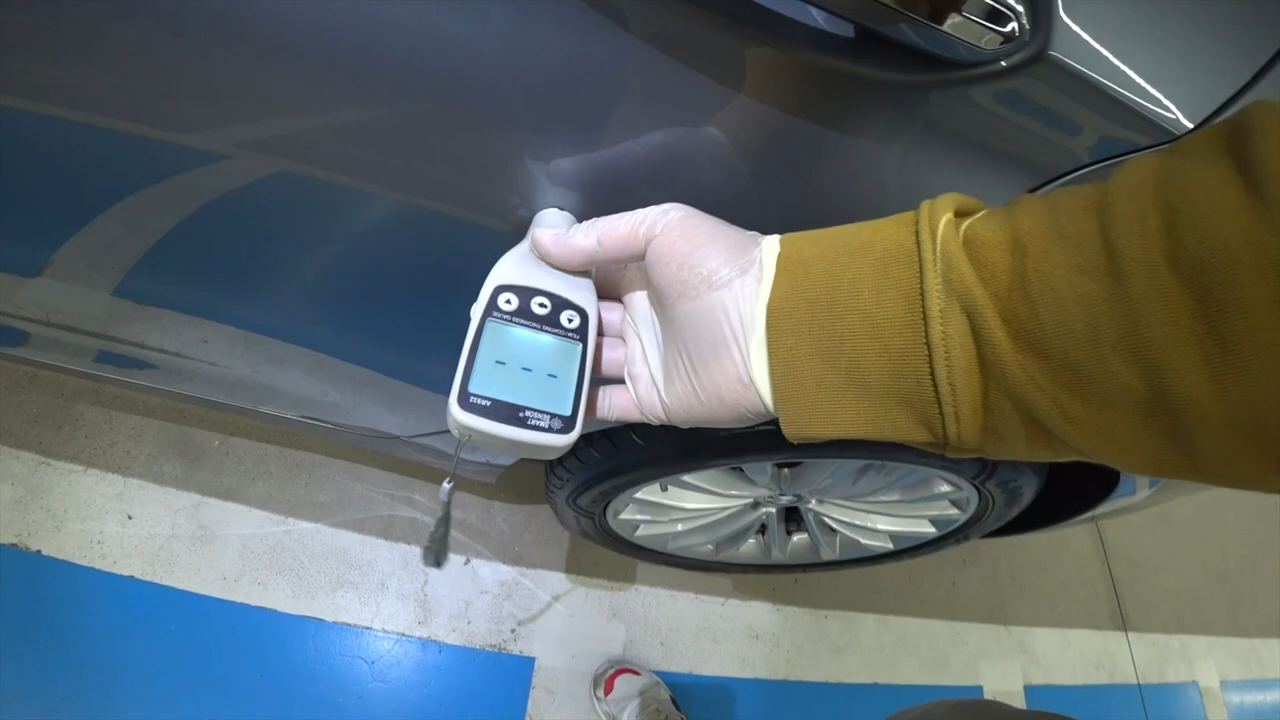 SMART
SENSOR®
AR932
- - -
FILM/COATING THICKNESS GAUGE